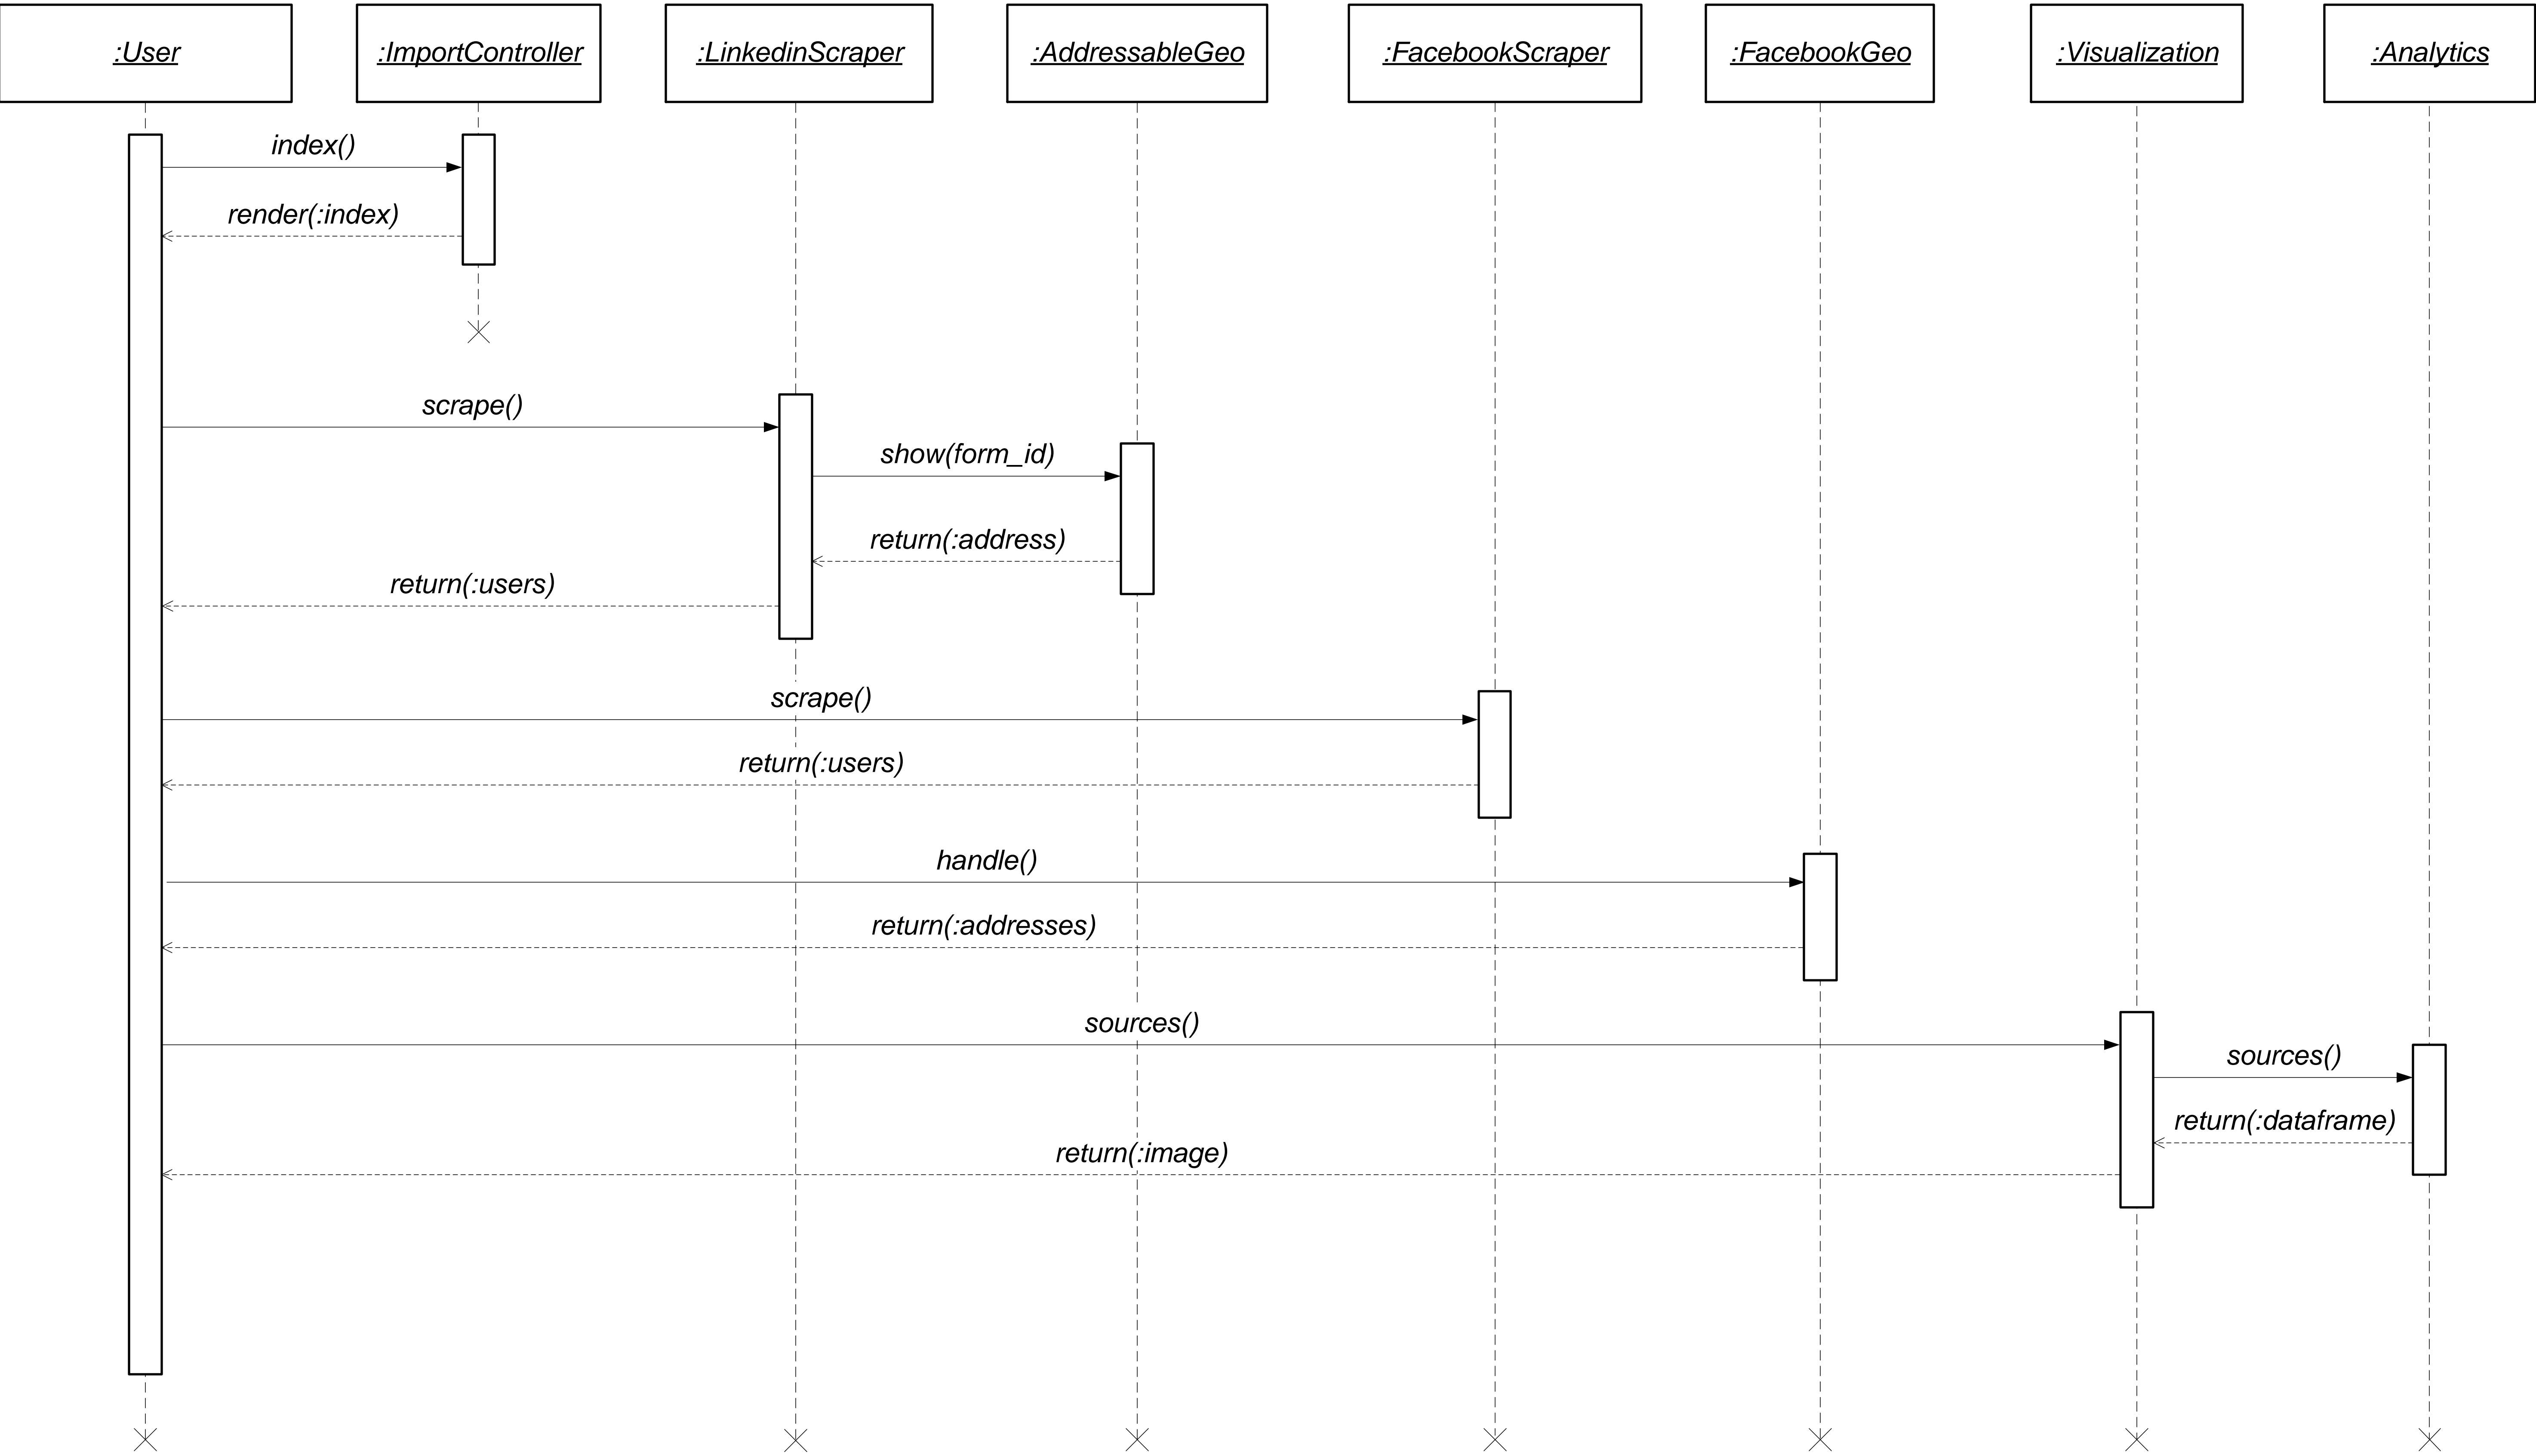 :User
:ImportController
:LinkedinScraper
:AddressableGeo
:FacebookScraper
:FacebookGeo
:Visualization
:Analytics
index()
render(:index)
scrape()
show(form_id)
return(:address)
return(:users)
scrape()
return(:users)
handle()
return(:addresses)
sources()
sources()
return(:dataframe)
return(:image)